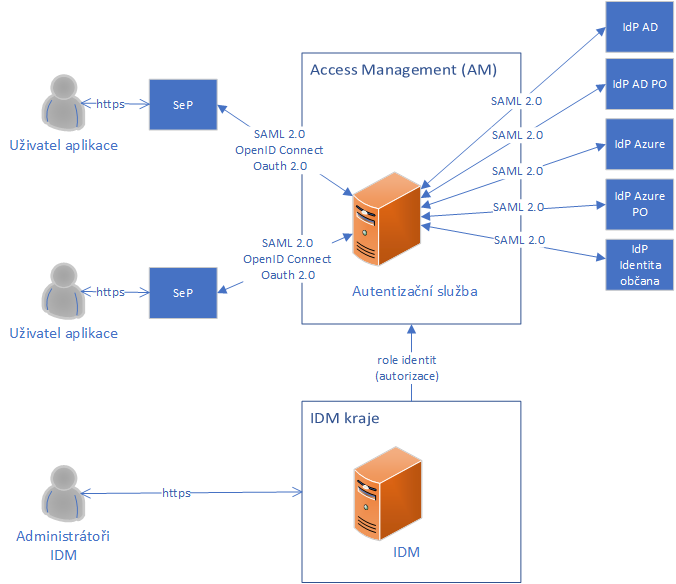 IdP AD
Access Management (AM)
IdP AD PO
https
SeP
SAML 2.0
Uživatel aplikace
SAML 2.0
OpenID Connect
Oauth 2.0
SAML 2.0
IdP Azure
SAML 2.0
IdP Azure
PO
SAML 2.0
SAML 2.0
OpenID Connect
Oauth 2.0
SAML 2.0
IdP
Identita
občana
https
SeP
Autentizační služba
Uživatel aplikace
role identit
(autorizace)
IDM kraje
https
Administrátoři
IDM
IDM